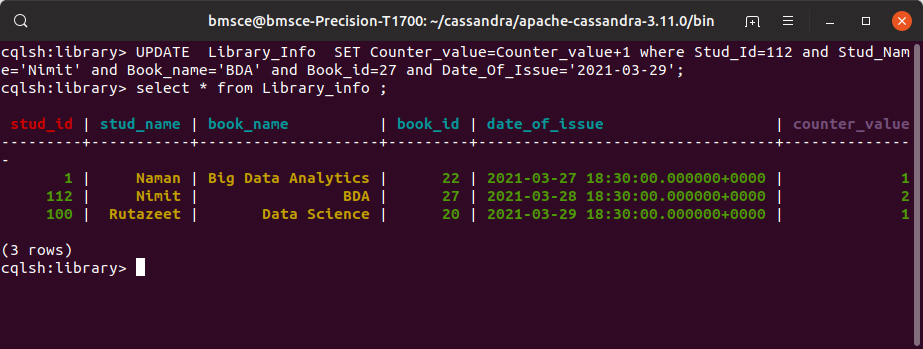 bmsce@bmsce-Precision-T1700: ~/cassandra/apache-cassandra-3.11.0/bin
cqlsh:library> UPDATE  Library_Info  SET Counter_value=Counter_value+1 where Stud_Id=112 and Stud_Nam
e='Nimit' and Book_name='BDA' and Book_id=27 and Date_Of_Issue='2021-03-29';
cqlsh:library> select * from Library_info ;
 stud_id | stud_name | book_name          | book_id | date_of_issue                   | counter_value
---------+-----------+--------------------+---------+---------------------------------+--------------
-
       1 |     Naman | Big Data Analytics |      22 | 2021-03-27 18:30:00.000000+0000 |             1
     112 |     Nimit |                BDA |      27 | 2021-03-28 18:30:00.000000+0000 |             2
     100 |  Rutazeet |       Data Science |      20 | 2021-03-29 18:30:00.000000+0000 |             1
(3 rows)
cqlsh:library>